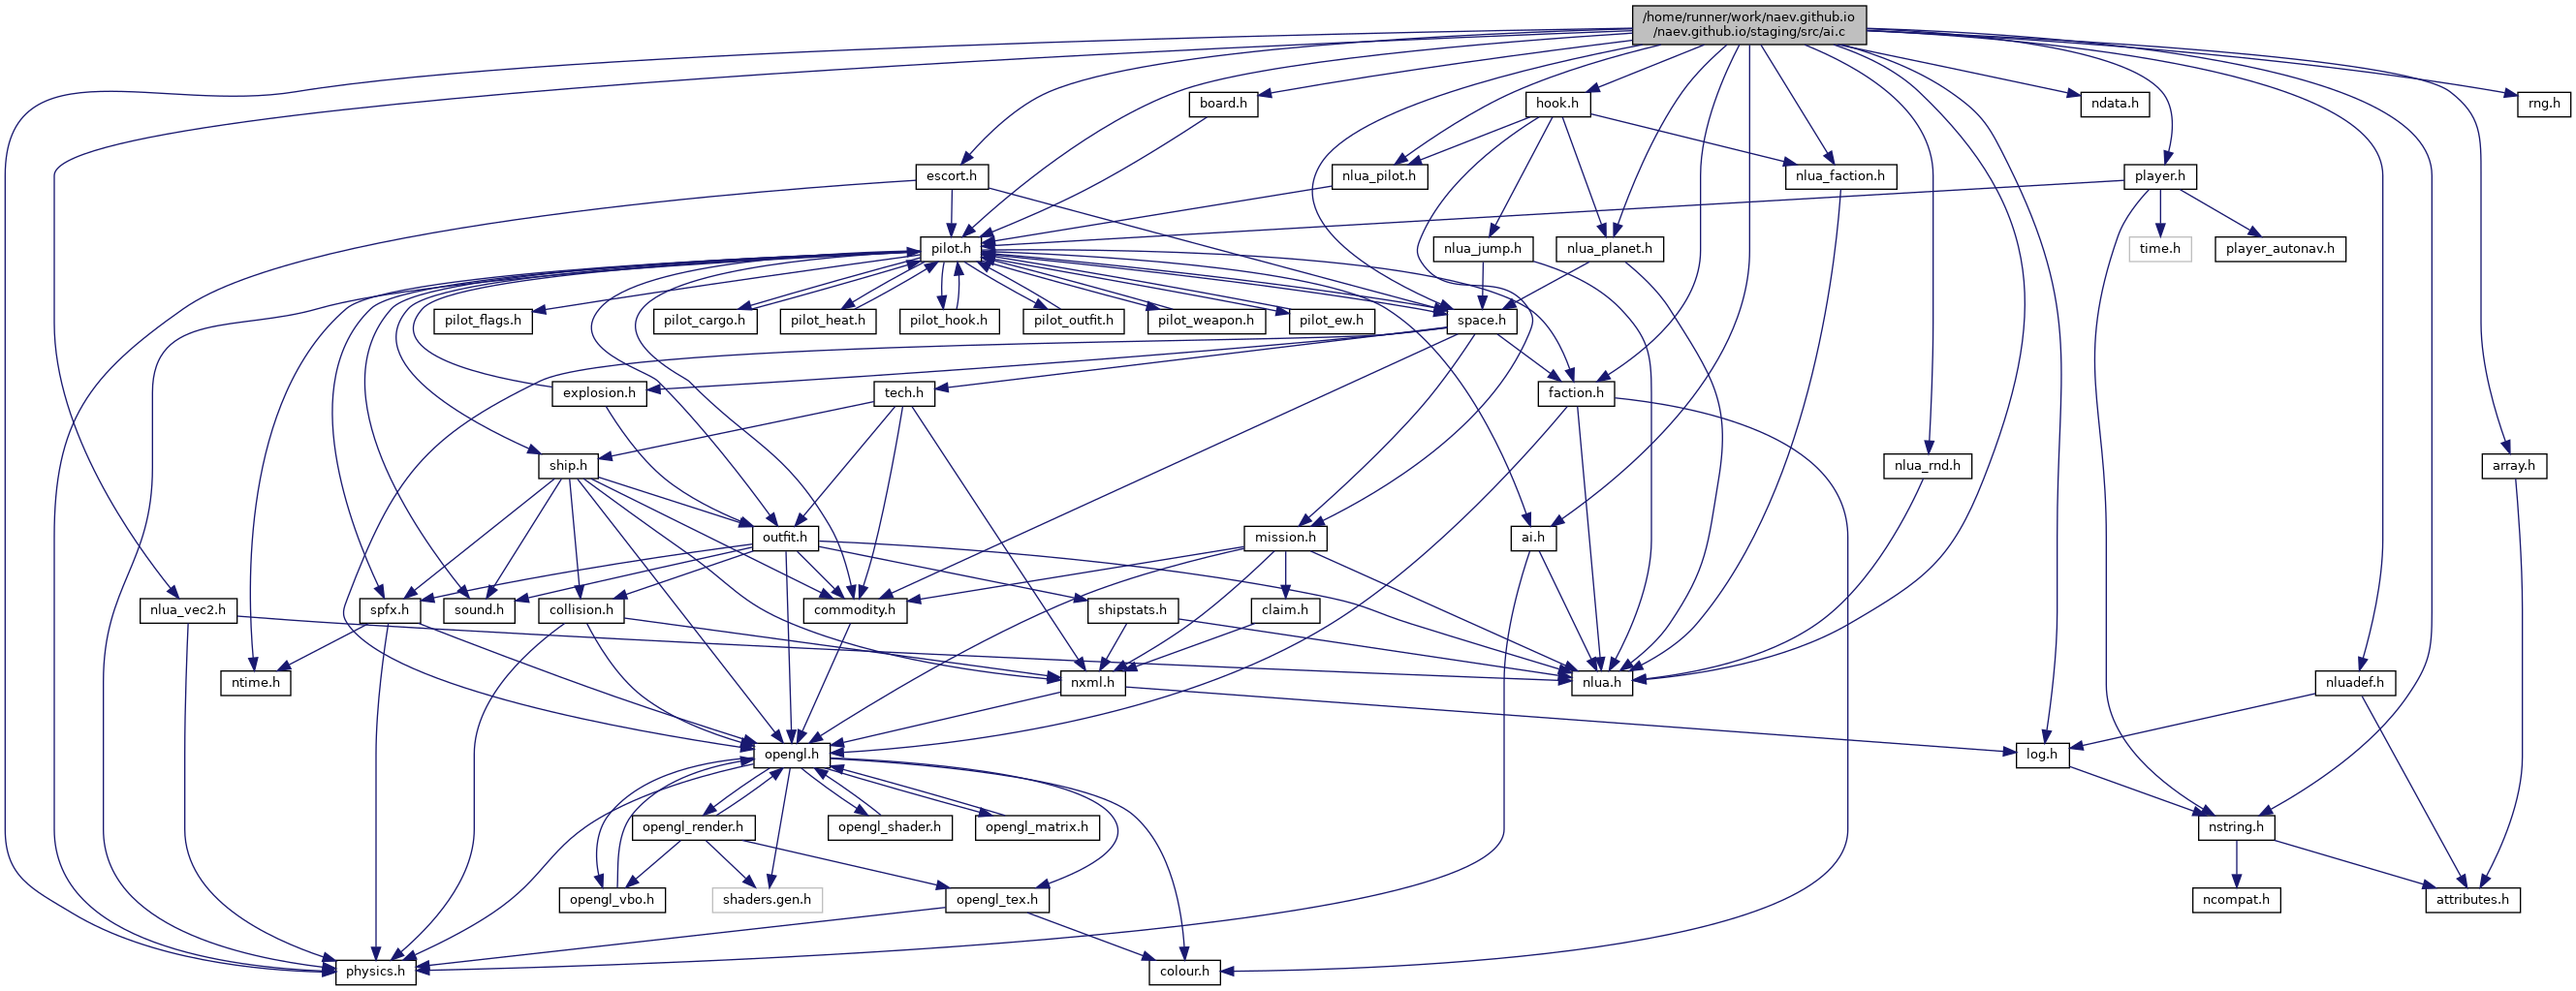 /home/runner/work/naev.github.io
/naev.github.io/staging/src/ai.c
board.h
hook.h
ndata.h
rng.h
escort.h
nlua_pilot.h
nlua_faction.h
player.h
pilot.h
nlua_jump.h
nlua_planet.h
time.h
player_autonav.h
pilot_flags.h
pilot_cargo.h
pilot_heat.h
pilot_hook.h
pilot_outfit.h
pilot_weapon.h
pilot_ew.h
space.h
explosion.h
tech.h
faction.h
ship.h
nlua_rnd.h
array.h
outfit.h
mission.h
ai.h
nlua_vec2.h
spfx.h
sound.h
collision.h
commodity.h
shipstats.h
claim.h
ntime.h
nxml.h
nlua.h
nluadef.h
opengl.h
log.h
opengl_render.h
opengl_shader.h
opengl_matrix.h
nstring.h
opengl_vbo.h
shaders.gen.h
opengl_tex.h
ncompat.h
attributes.h
physics.h
colour.h